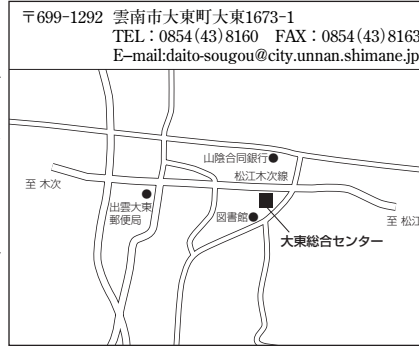 〒699-1292 雲南市大東町大東1673-1
TEL：0854(43)8160　FAX：0854(43)8163
E-mail:daito-sougou@city.unnan.shimane.jp
山陰合同銀行
松江木次線
至 木次
出雲大東
郵便局
図書館
至 松江
大東総合センター